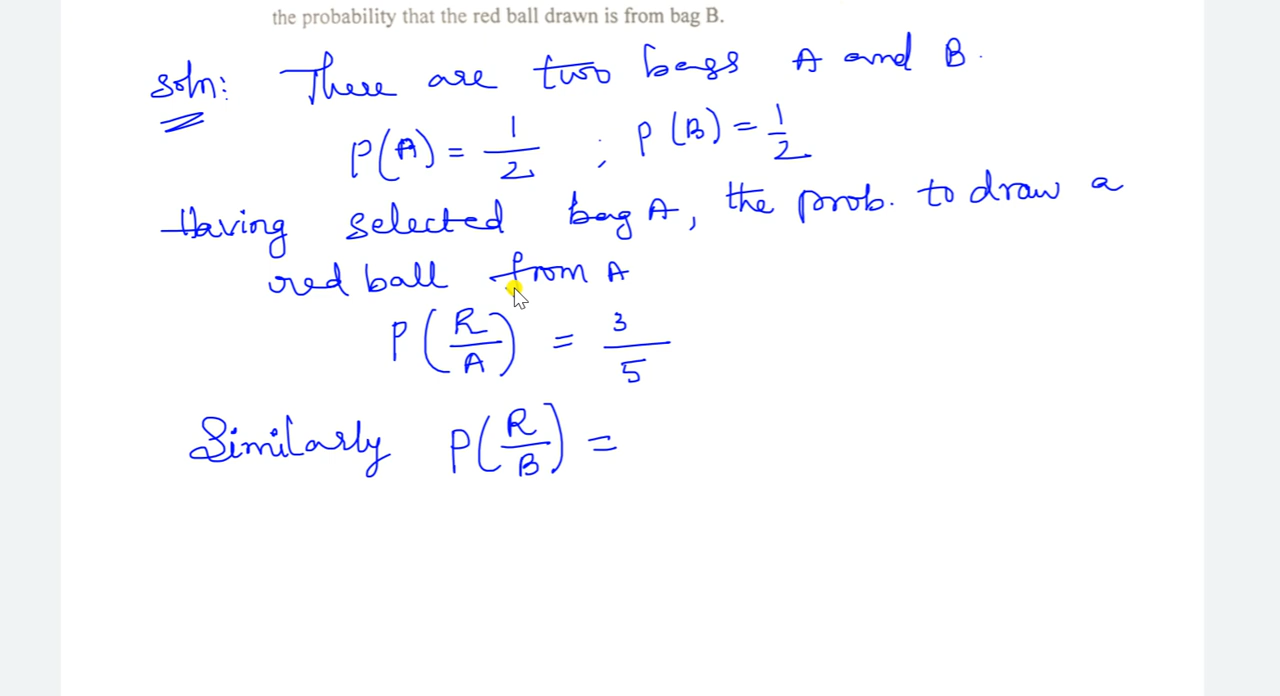 the probability that the red ball drawn is from bag B.
Soln: There are two bags A and B.
P(A) = 1/2 ; P(B) = 1/2
Having selected bag A, the prob. to draw a
red ball from A
P(R/A) = 3/5
Similarly P(R/B) =